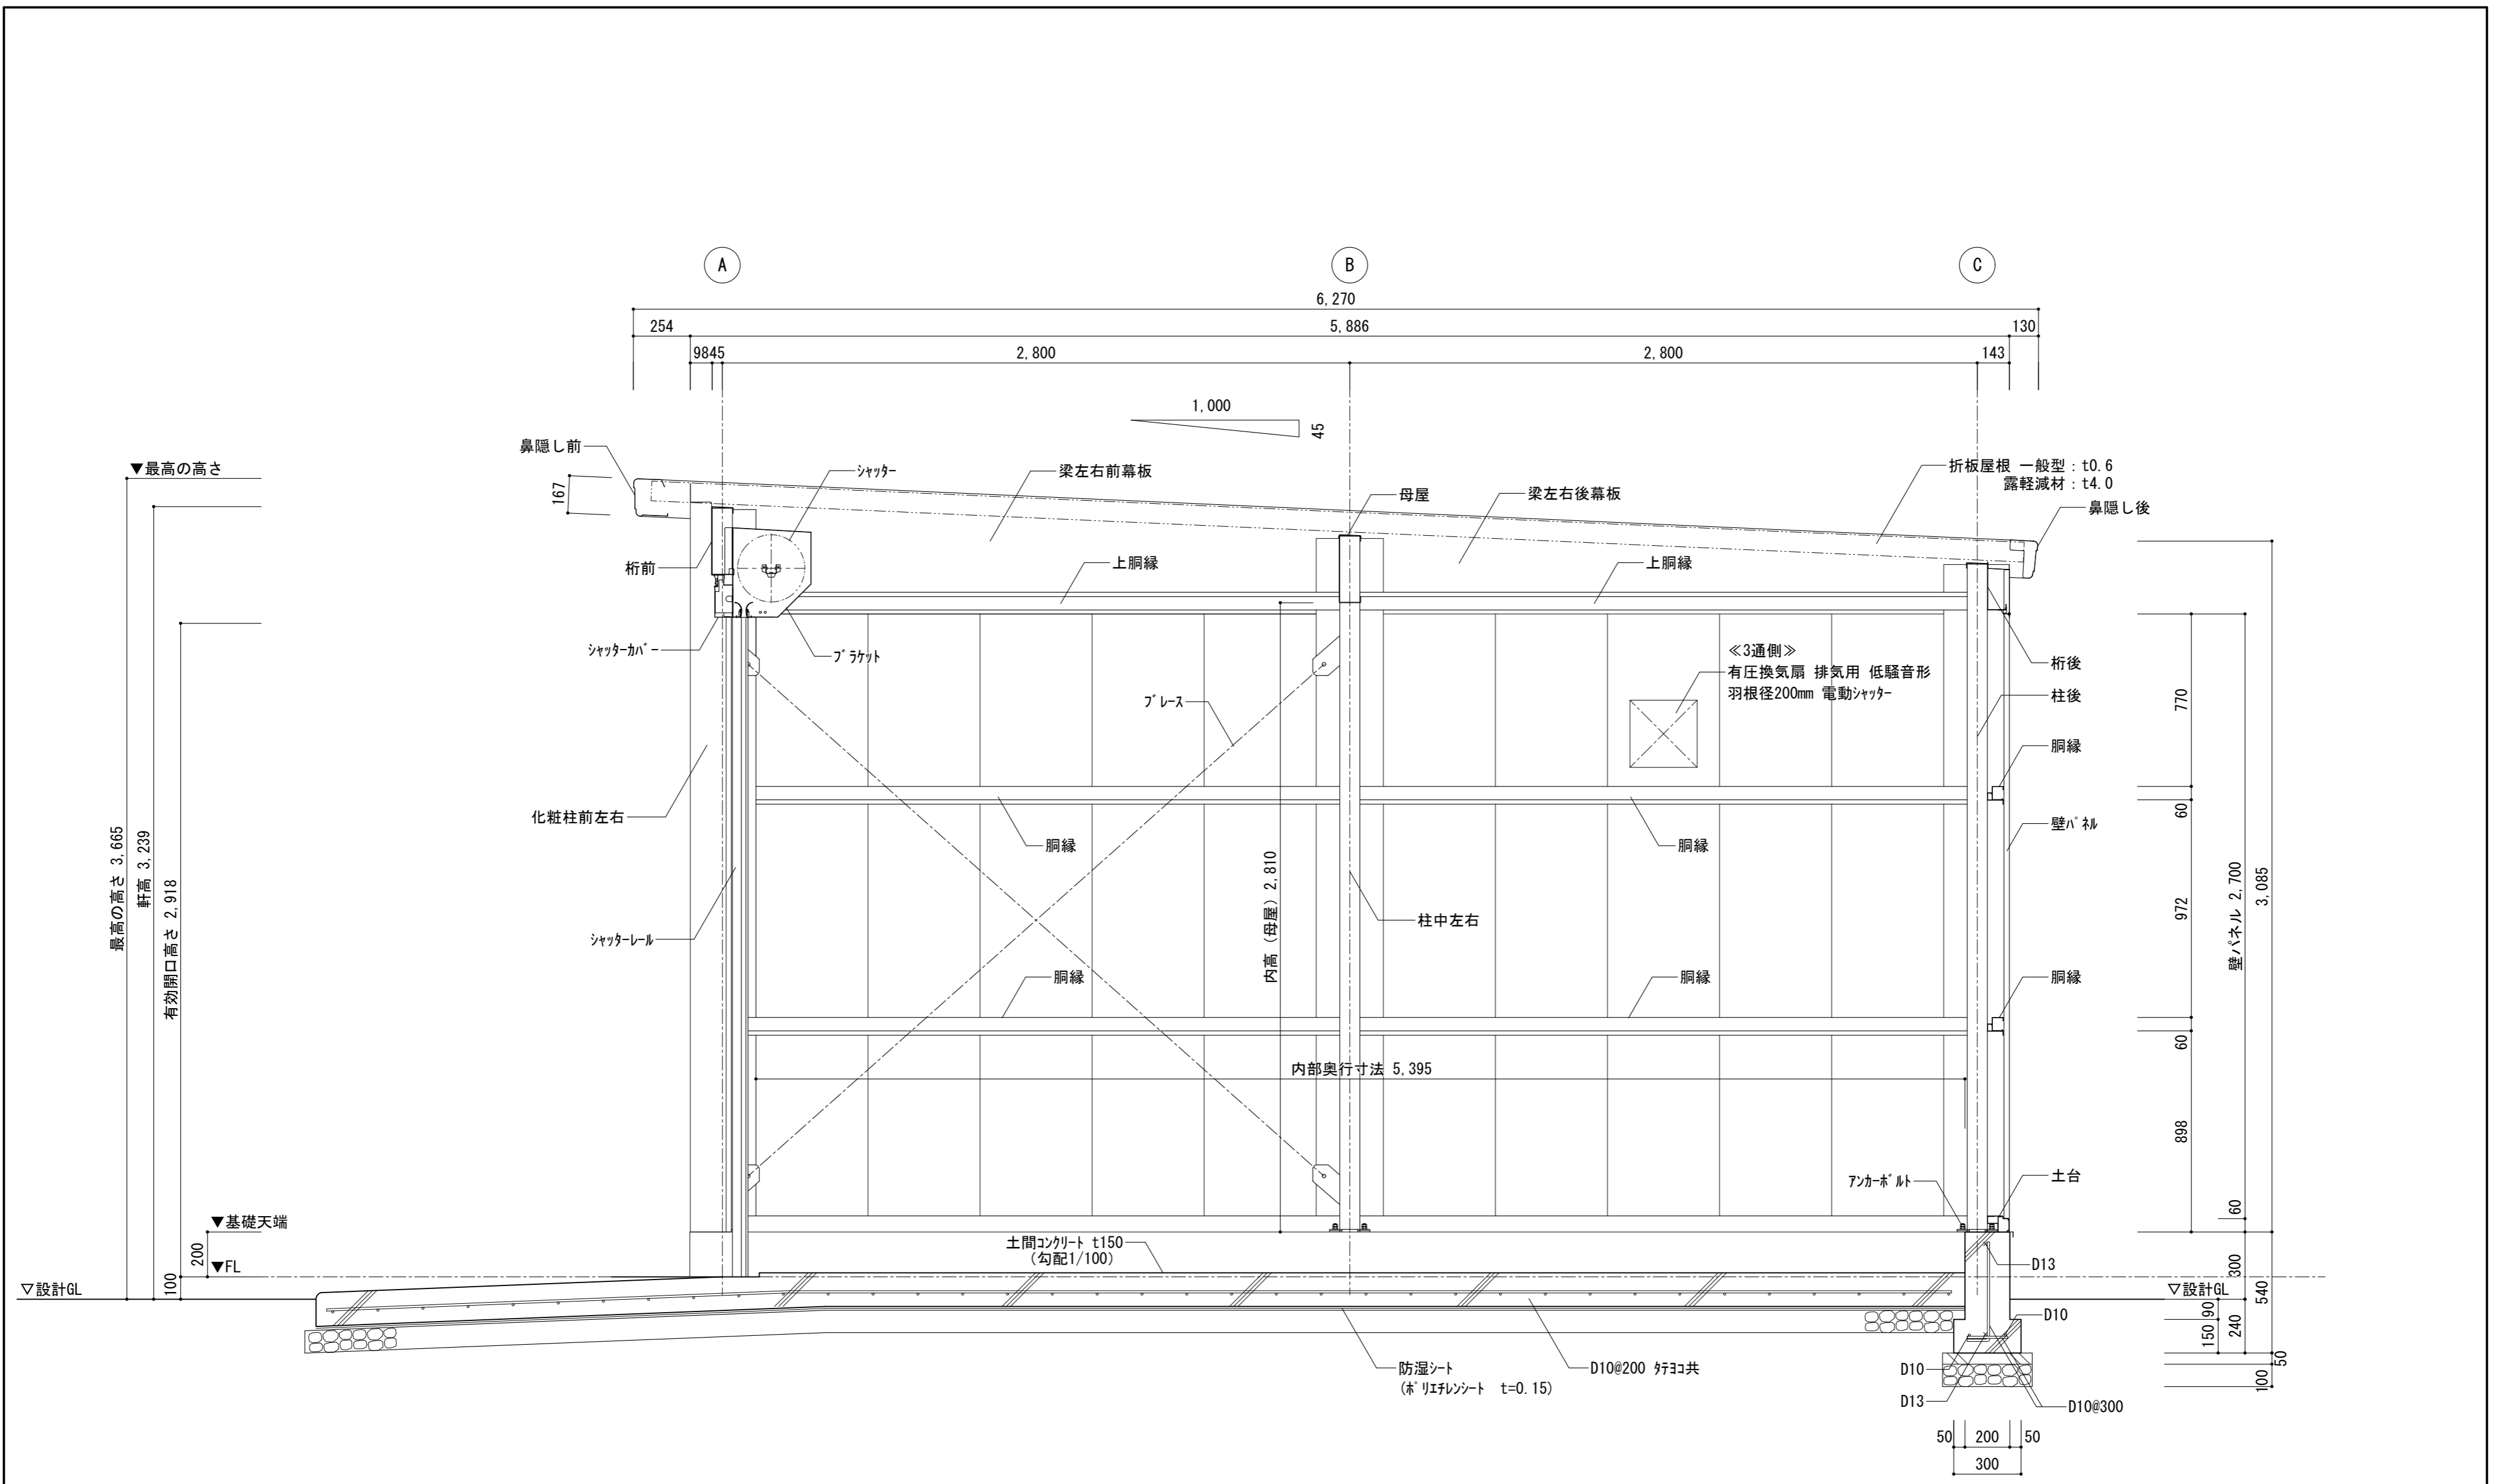 A
B
C
6,270
254
5,886
130
98
45
2,800
2,800
143
1,000
45
鼻隠し前
▼最高の高さ
167
シャッター
梁左右前幕板
母屋
梁左右後幕板
折板屋根 一般型：t0.6
露軽減材：t4.0
鼻隠し後
桁前
上胴縁
上胴縁
シャッターカバー
ブラケット
≪3通側≫
有圧換気扇 排気用 低騒音形
羽根径200mm 電動シャッター
桁後
柱後
ブレース
胴縁
770
60
化粧柱前左右
壁パネル
胴縁
胴縁
最高の高さ 3,665
軒高 3,239
有効開口高さ 2,918
内高（母屋）2,810
972
壁パネル 2,700
3,085
柱中左右
シャッターレール
胴縁
胴縁
胴縁
60
内部奥行寸法 5,395
898
アンカーボルト
土台
60
▼基礎天端
200
土間コンクリート t150
（勾配1/100）
▼FL
100
D13
300
540
▽設計GL
▽設計GL
90
150
240
D10
防湿シート
（ポリエチレンシート t=0.15）
D10@200 タテヨコ共
D10
50
100
D13
D10@300
50
200
50
300